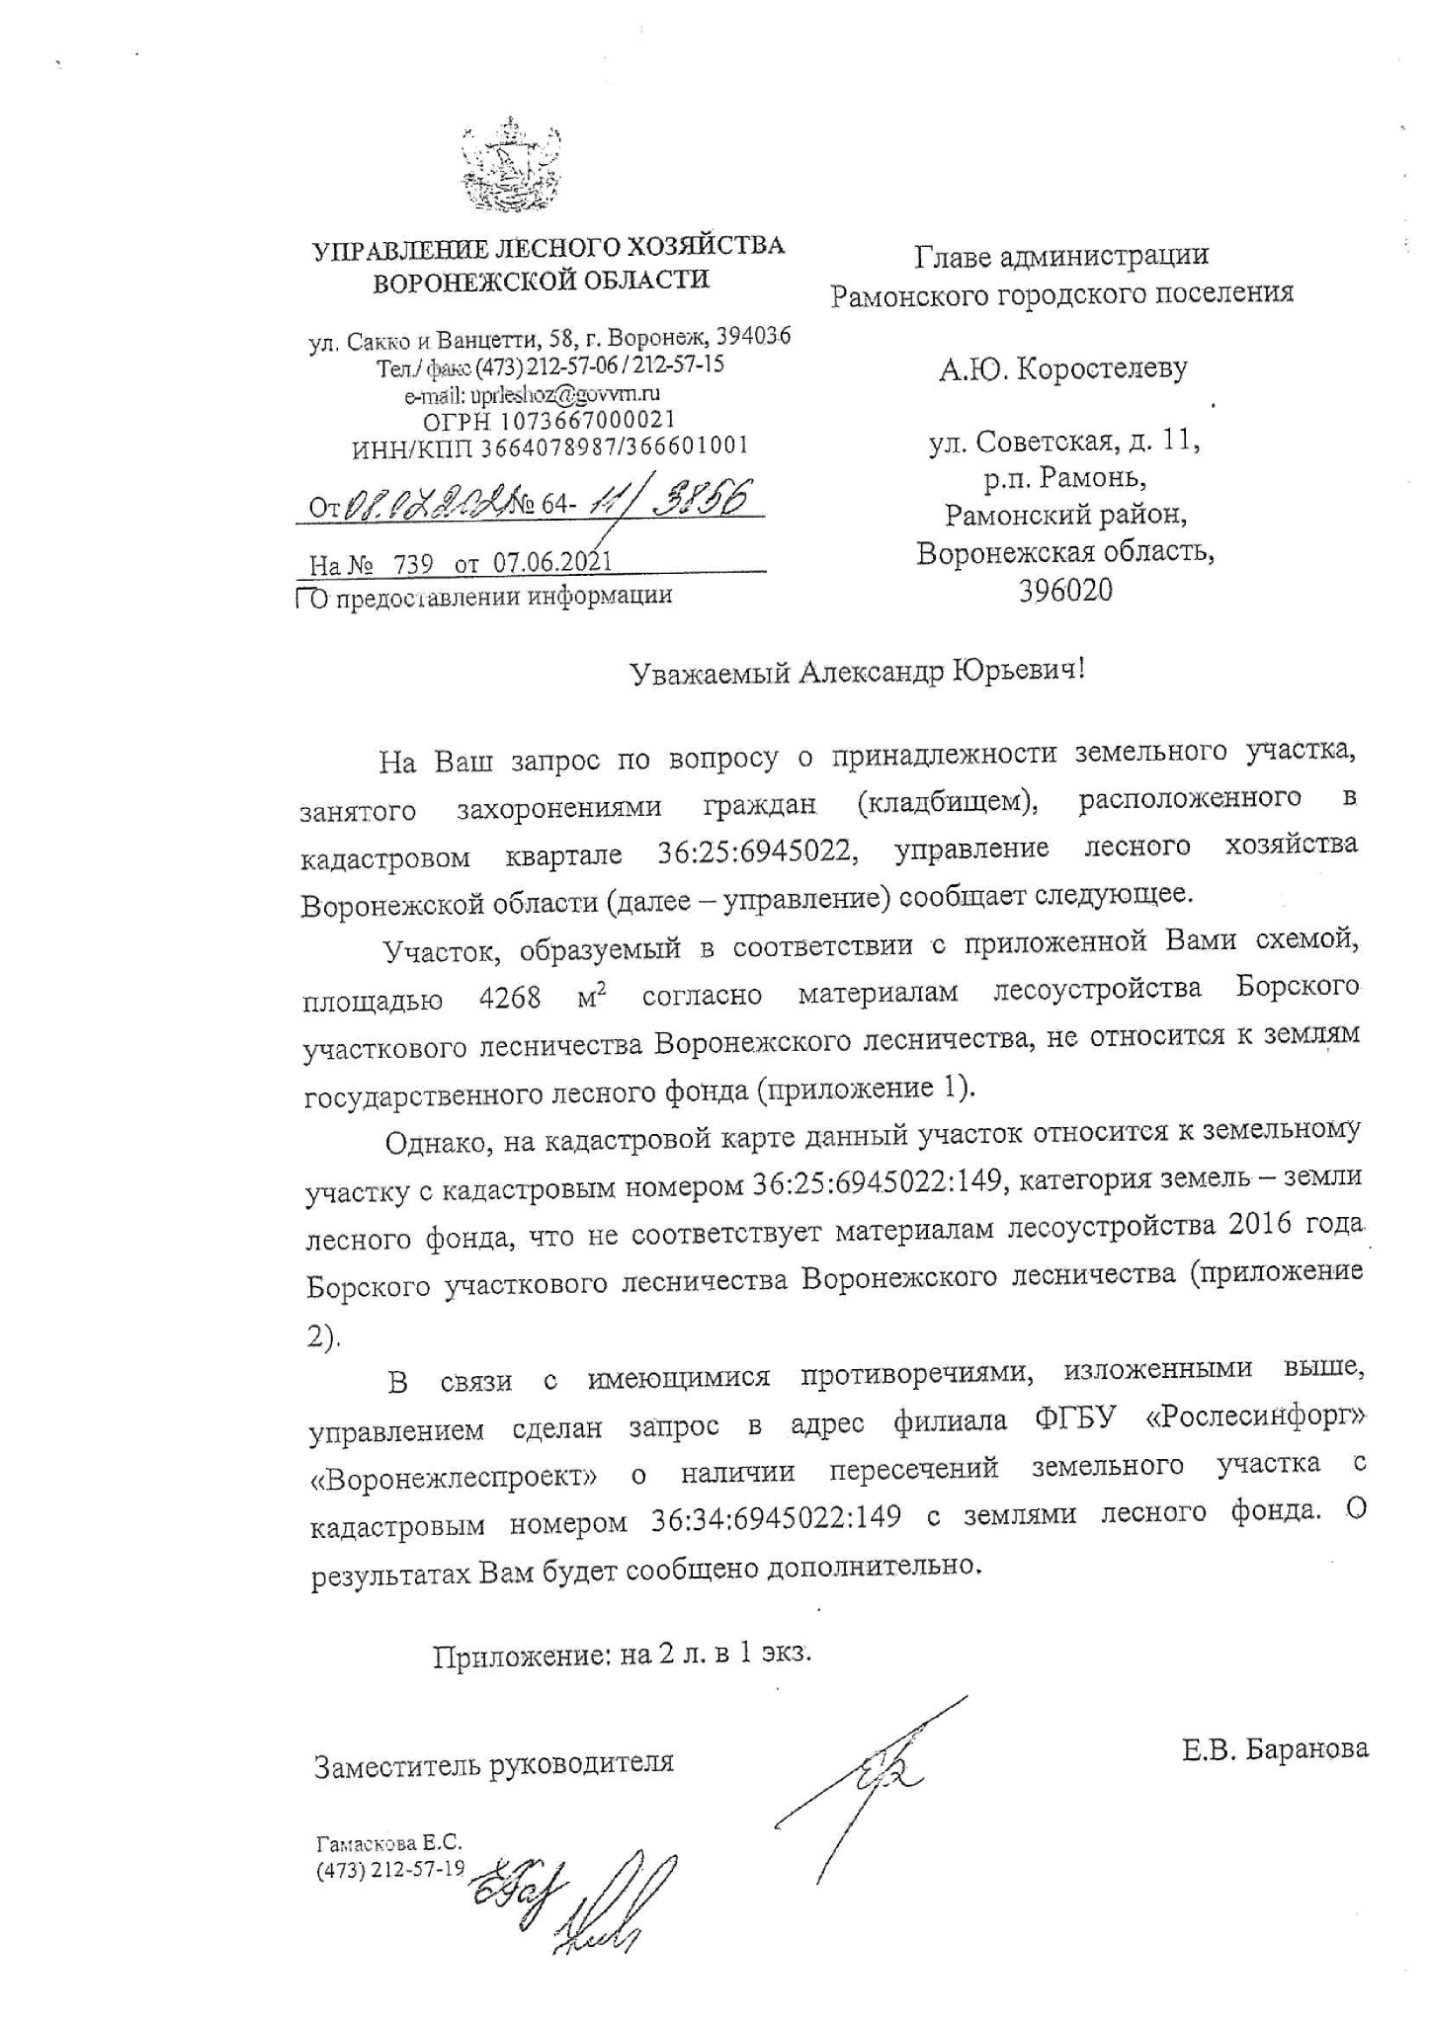 УПРАВЛЕНИЕ ЛЕСНОГО ХОЗЯЙСТВА
ВОРОНЕЖСКОЙ ОБЛАСТИ
ул. Сакко и Ванцетти, 58, г. Воронеж, 394036
Тел./ факс (473) 212-57-06 / 212-57-15
e-mail: uprleshoz@govvrn.ru
ОГРН 1073667000021
ИНН/КПП 3664078987/366601001
От 08.07.2021 № 64- 11/3856
На № 739 от 07.06.2021
О предоставлении информации
Главе администрации
Рамонского городского поселения
А.Ю. Коростелеву
ул. Советская, д. 11,
р.п. Рамонь,
Рамонский район,
Воронежская область,
396020
Уважаемый Александр Юрьевич!
На Ваш запрос по вопросу о принадлежности земельного участка,
занятого захоронениями граждан (кладбищем), расположенного в
кадастровом квартале 36:25:6945022, управление лесного хозяйства
Воронежской области (далее – управление) сообщает следующее.
Участок, образуемый в соответствии с приложенной Вами схемой,
площадью 4268 м² согласно материалам лесоустройства Борского
участкового лесничества Воронежского лесничества, не относится к землям
государственного лесного фонда (приложение 1).
Однако, на кадастровой карте данный участок относится к земельному
участку с кадастровым номером 36:25:6945022:149, категория земель – земли
лесного фонда, что не соответствует материалам лесоустройства 2016 года
Борского участкового лесничества Воронежского лесничества (приложение
2).
В связи с имеющимися противоречиями, изложенными выше,
управлением сделан запрос в адрес филиала ФГБУ «Рослесинфорг»
«Воронежлеспроект» о наличии пересечений земельного участка с
кадастровым номером 36:34:6945022:149 с землями лесного фонда. О
результатах Вам будет сообщено дополнительно.
Приложение: на 2 л. в 1 экз.
Заместитель руководителя
Е.В. Баранова
Гамаскова Е.С.
(473) 212-57-19